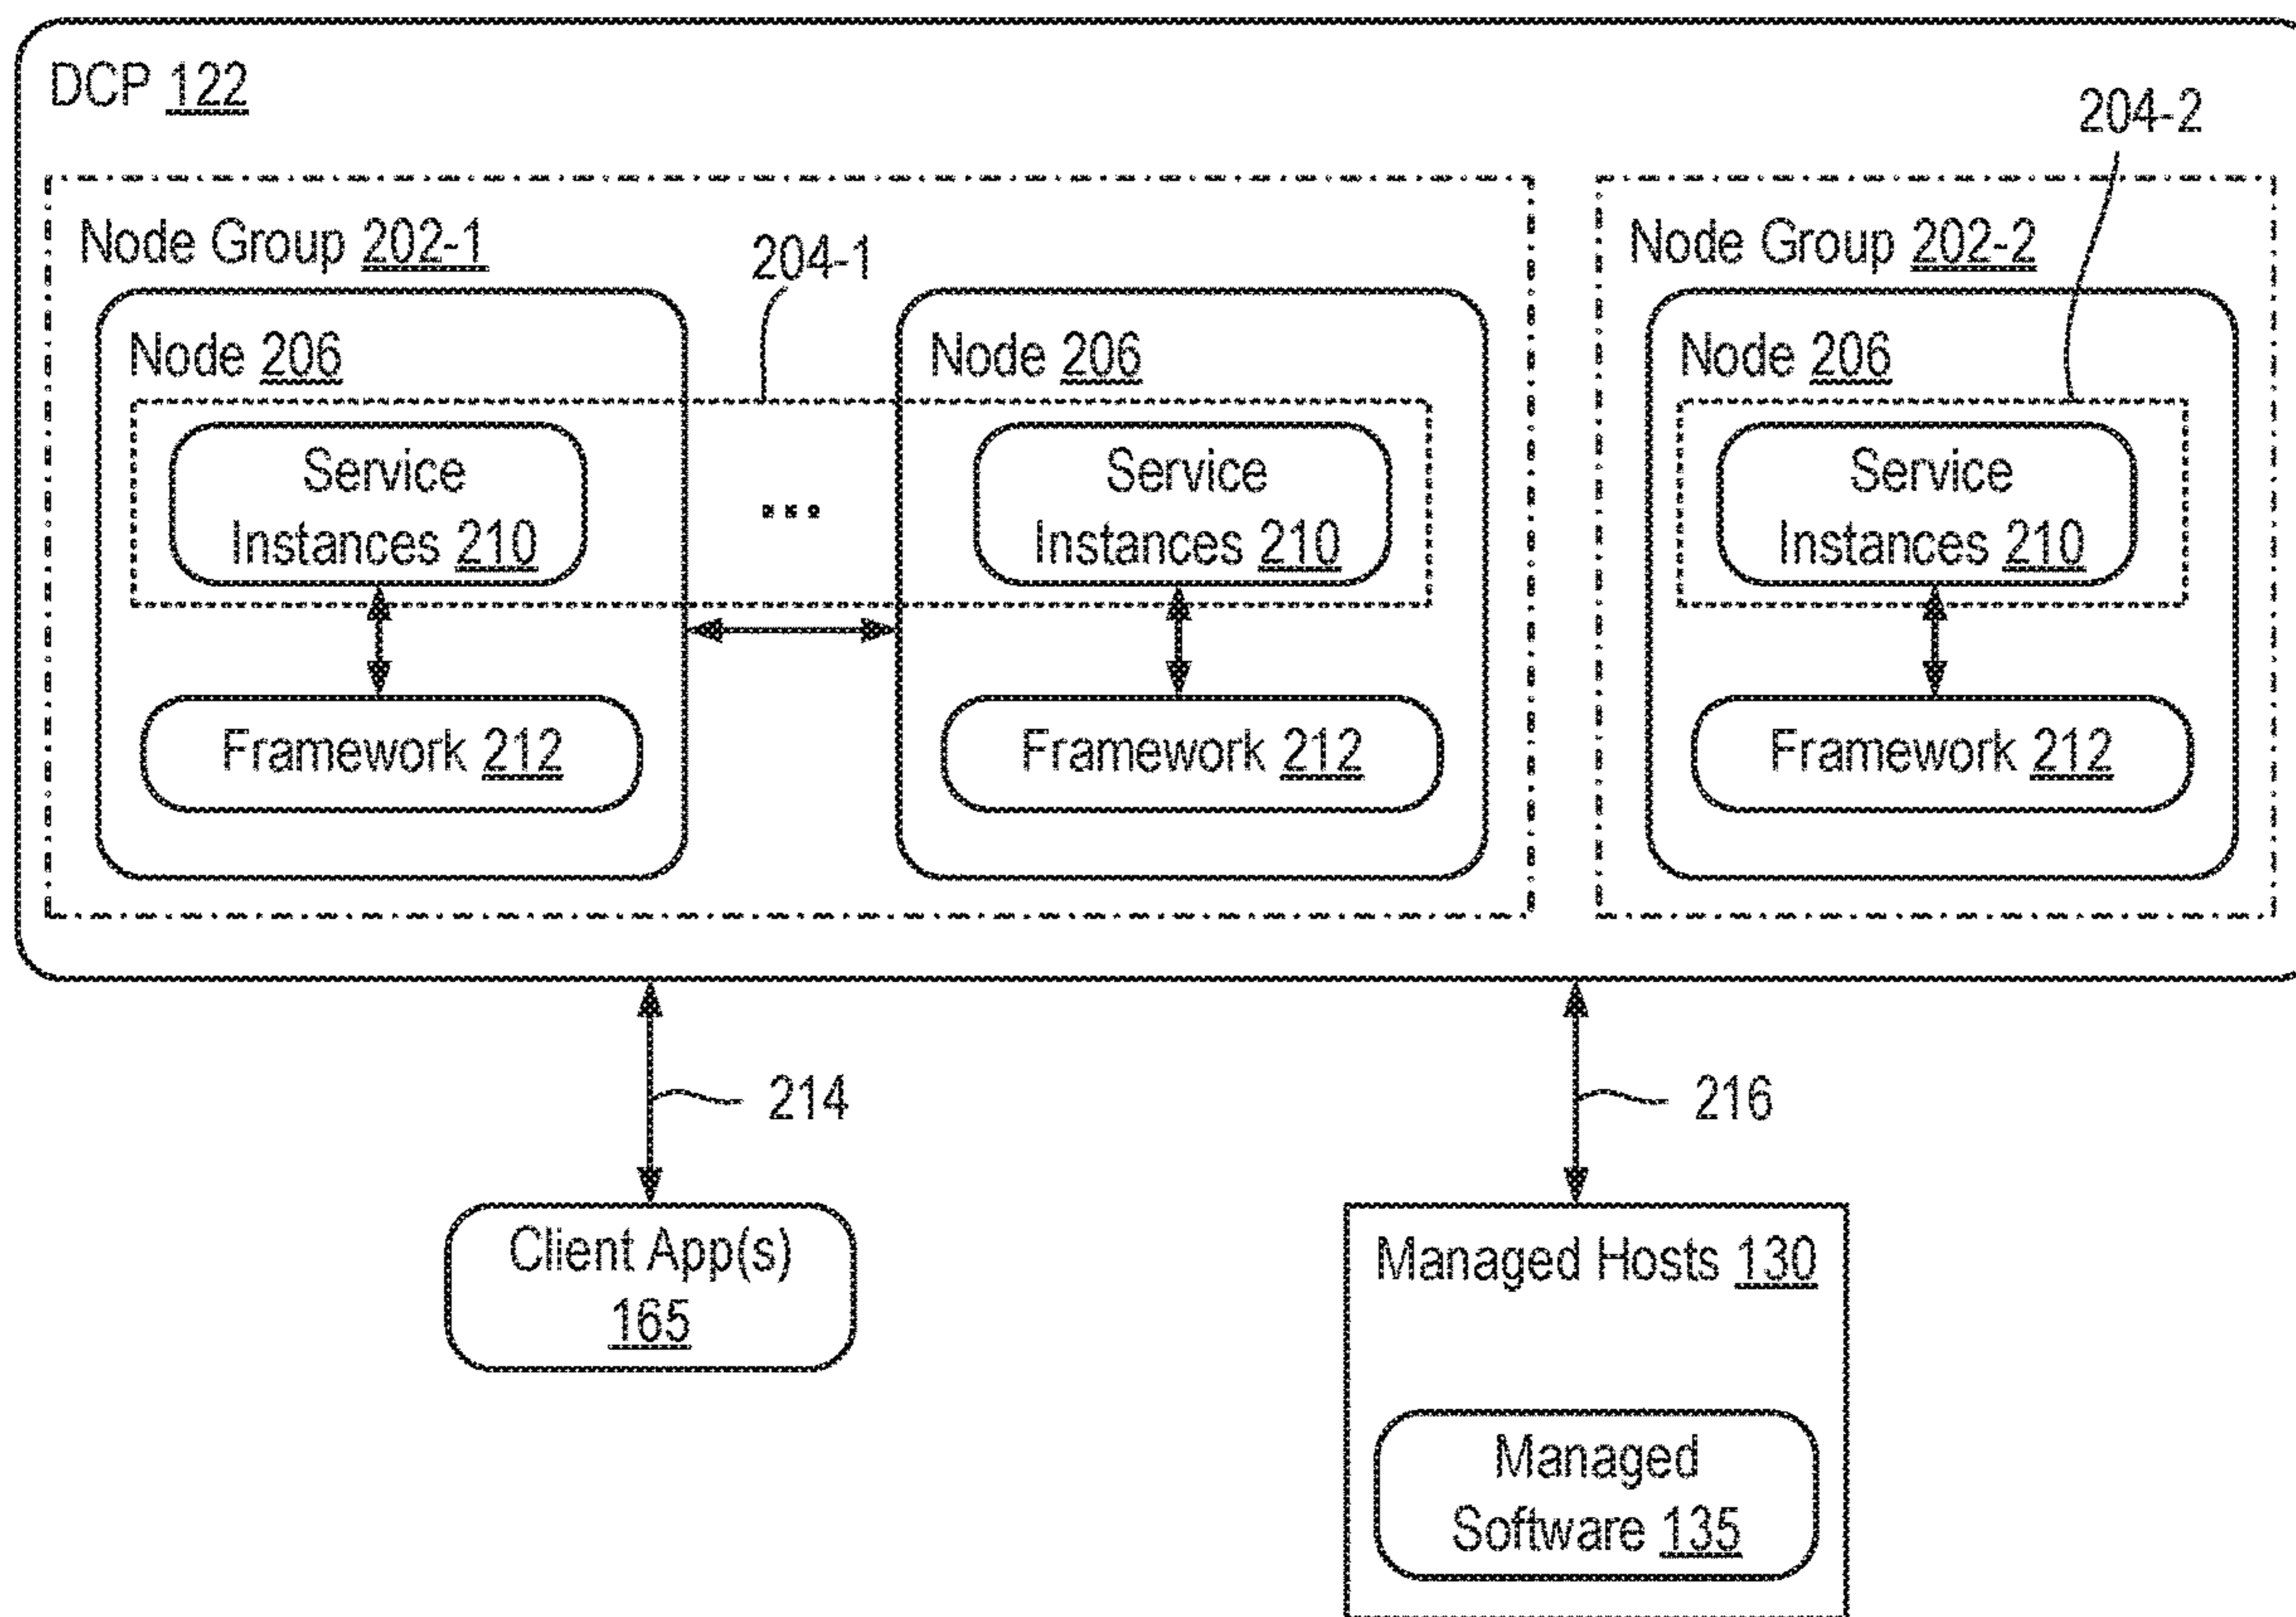 DCP 122
204-2
Node Group 202-1
204-1
Node Group 202-2
Node 206
Node 206
Node 206
Service
Instances 210
...
Service
Instances 210
Service
Instances 210
Framework 212
Framework 212
Framework 212
214
216
Client App(s)
165
Managed Hosts 130
Managed
Software 135